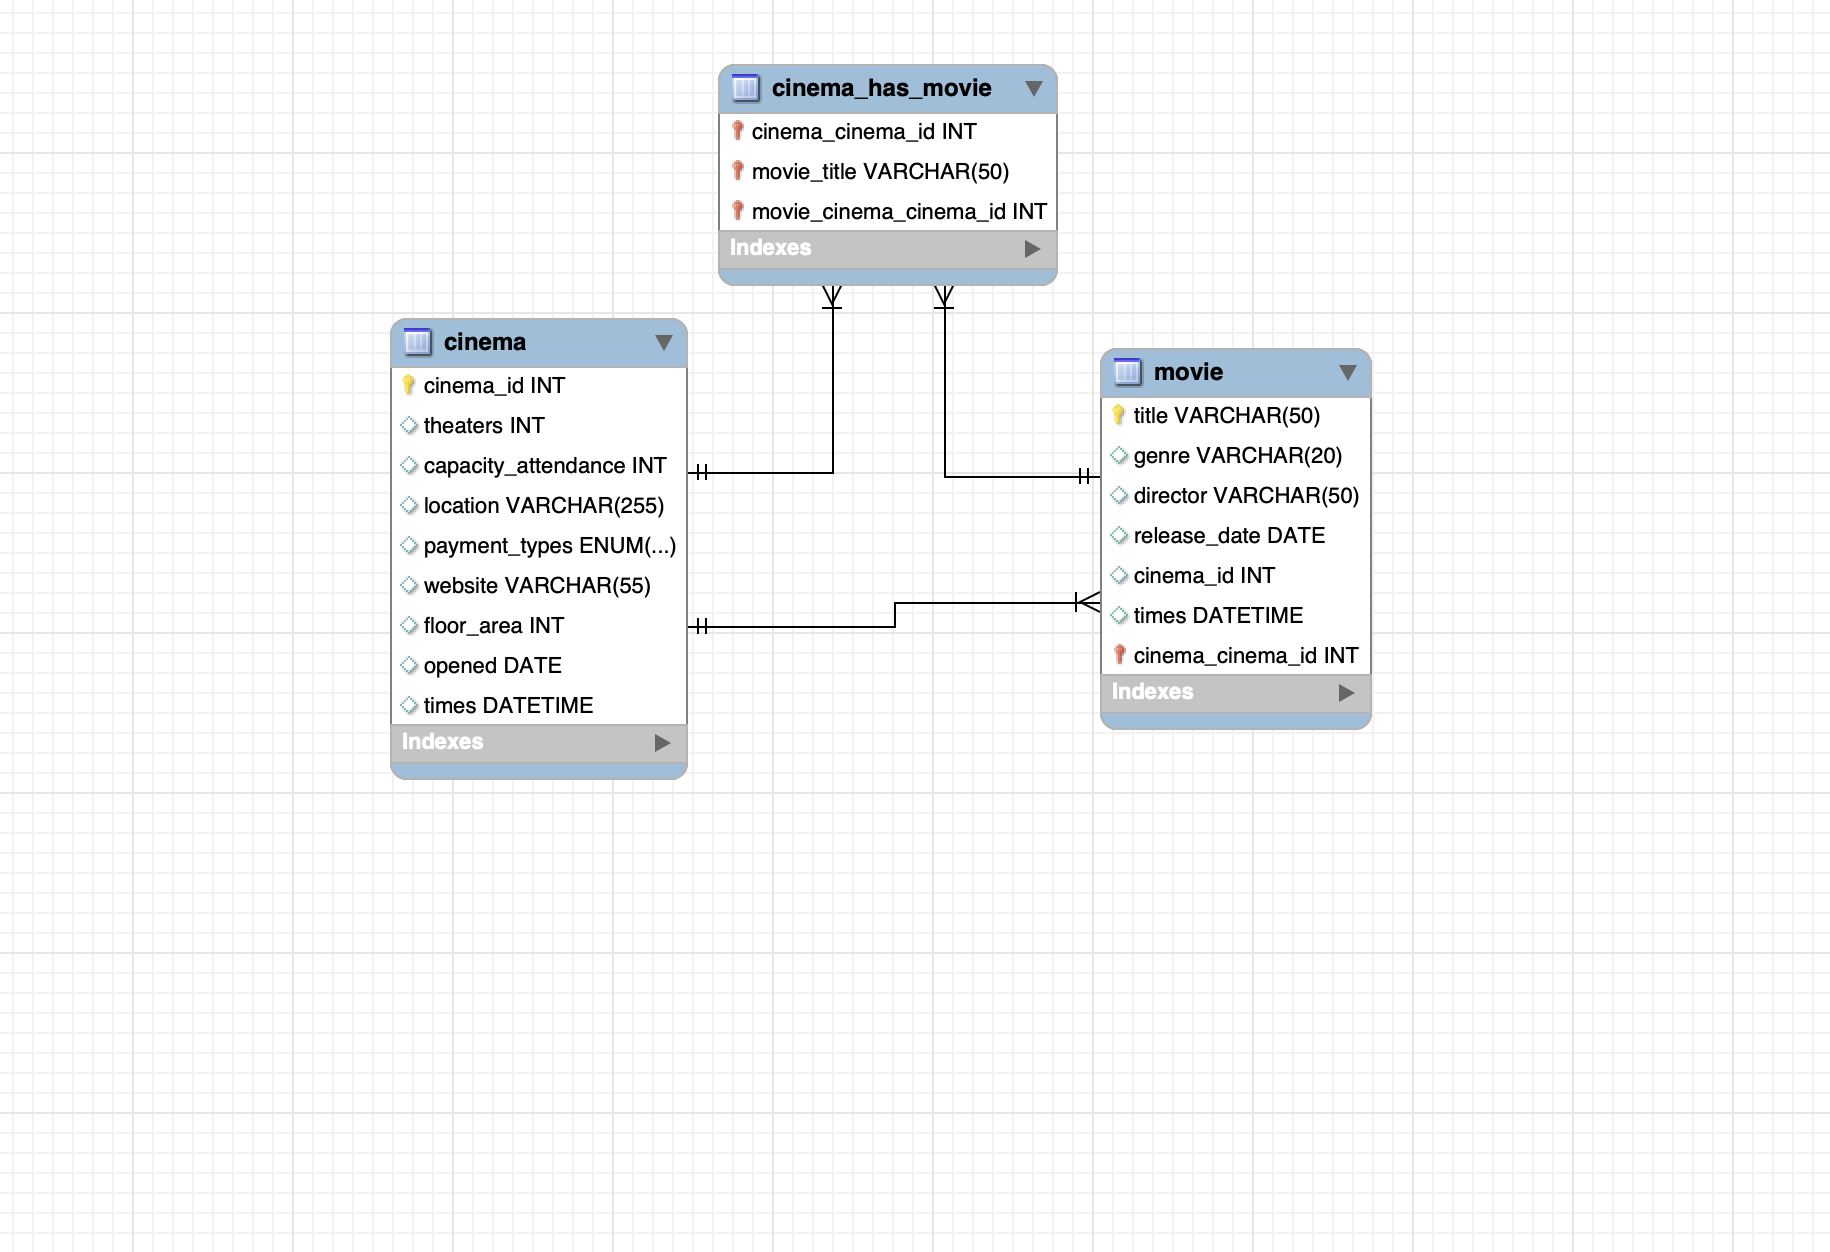 cinema_has_movie
cinema_cinema_id INT
movie_title VARCHAR(50)
movie_cinema_cinema_id INT
Indexes
cinema
cinema_id INT
theaters INT
capacity_attendance INT
location VARCHAR(255)
payment_types ENUM(...)
website VARCHAR(55)
floor_area INT
opened DATE
times DATETIME
Indexes
movie
title VARCHAR(50)
genre VARCHAR(20)
director VARCHAR(50)
release_date DATE
cinema_id INT
times DATETIME
cinema_cinema_id INT
Indexes